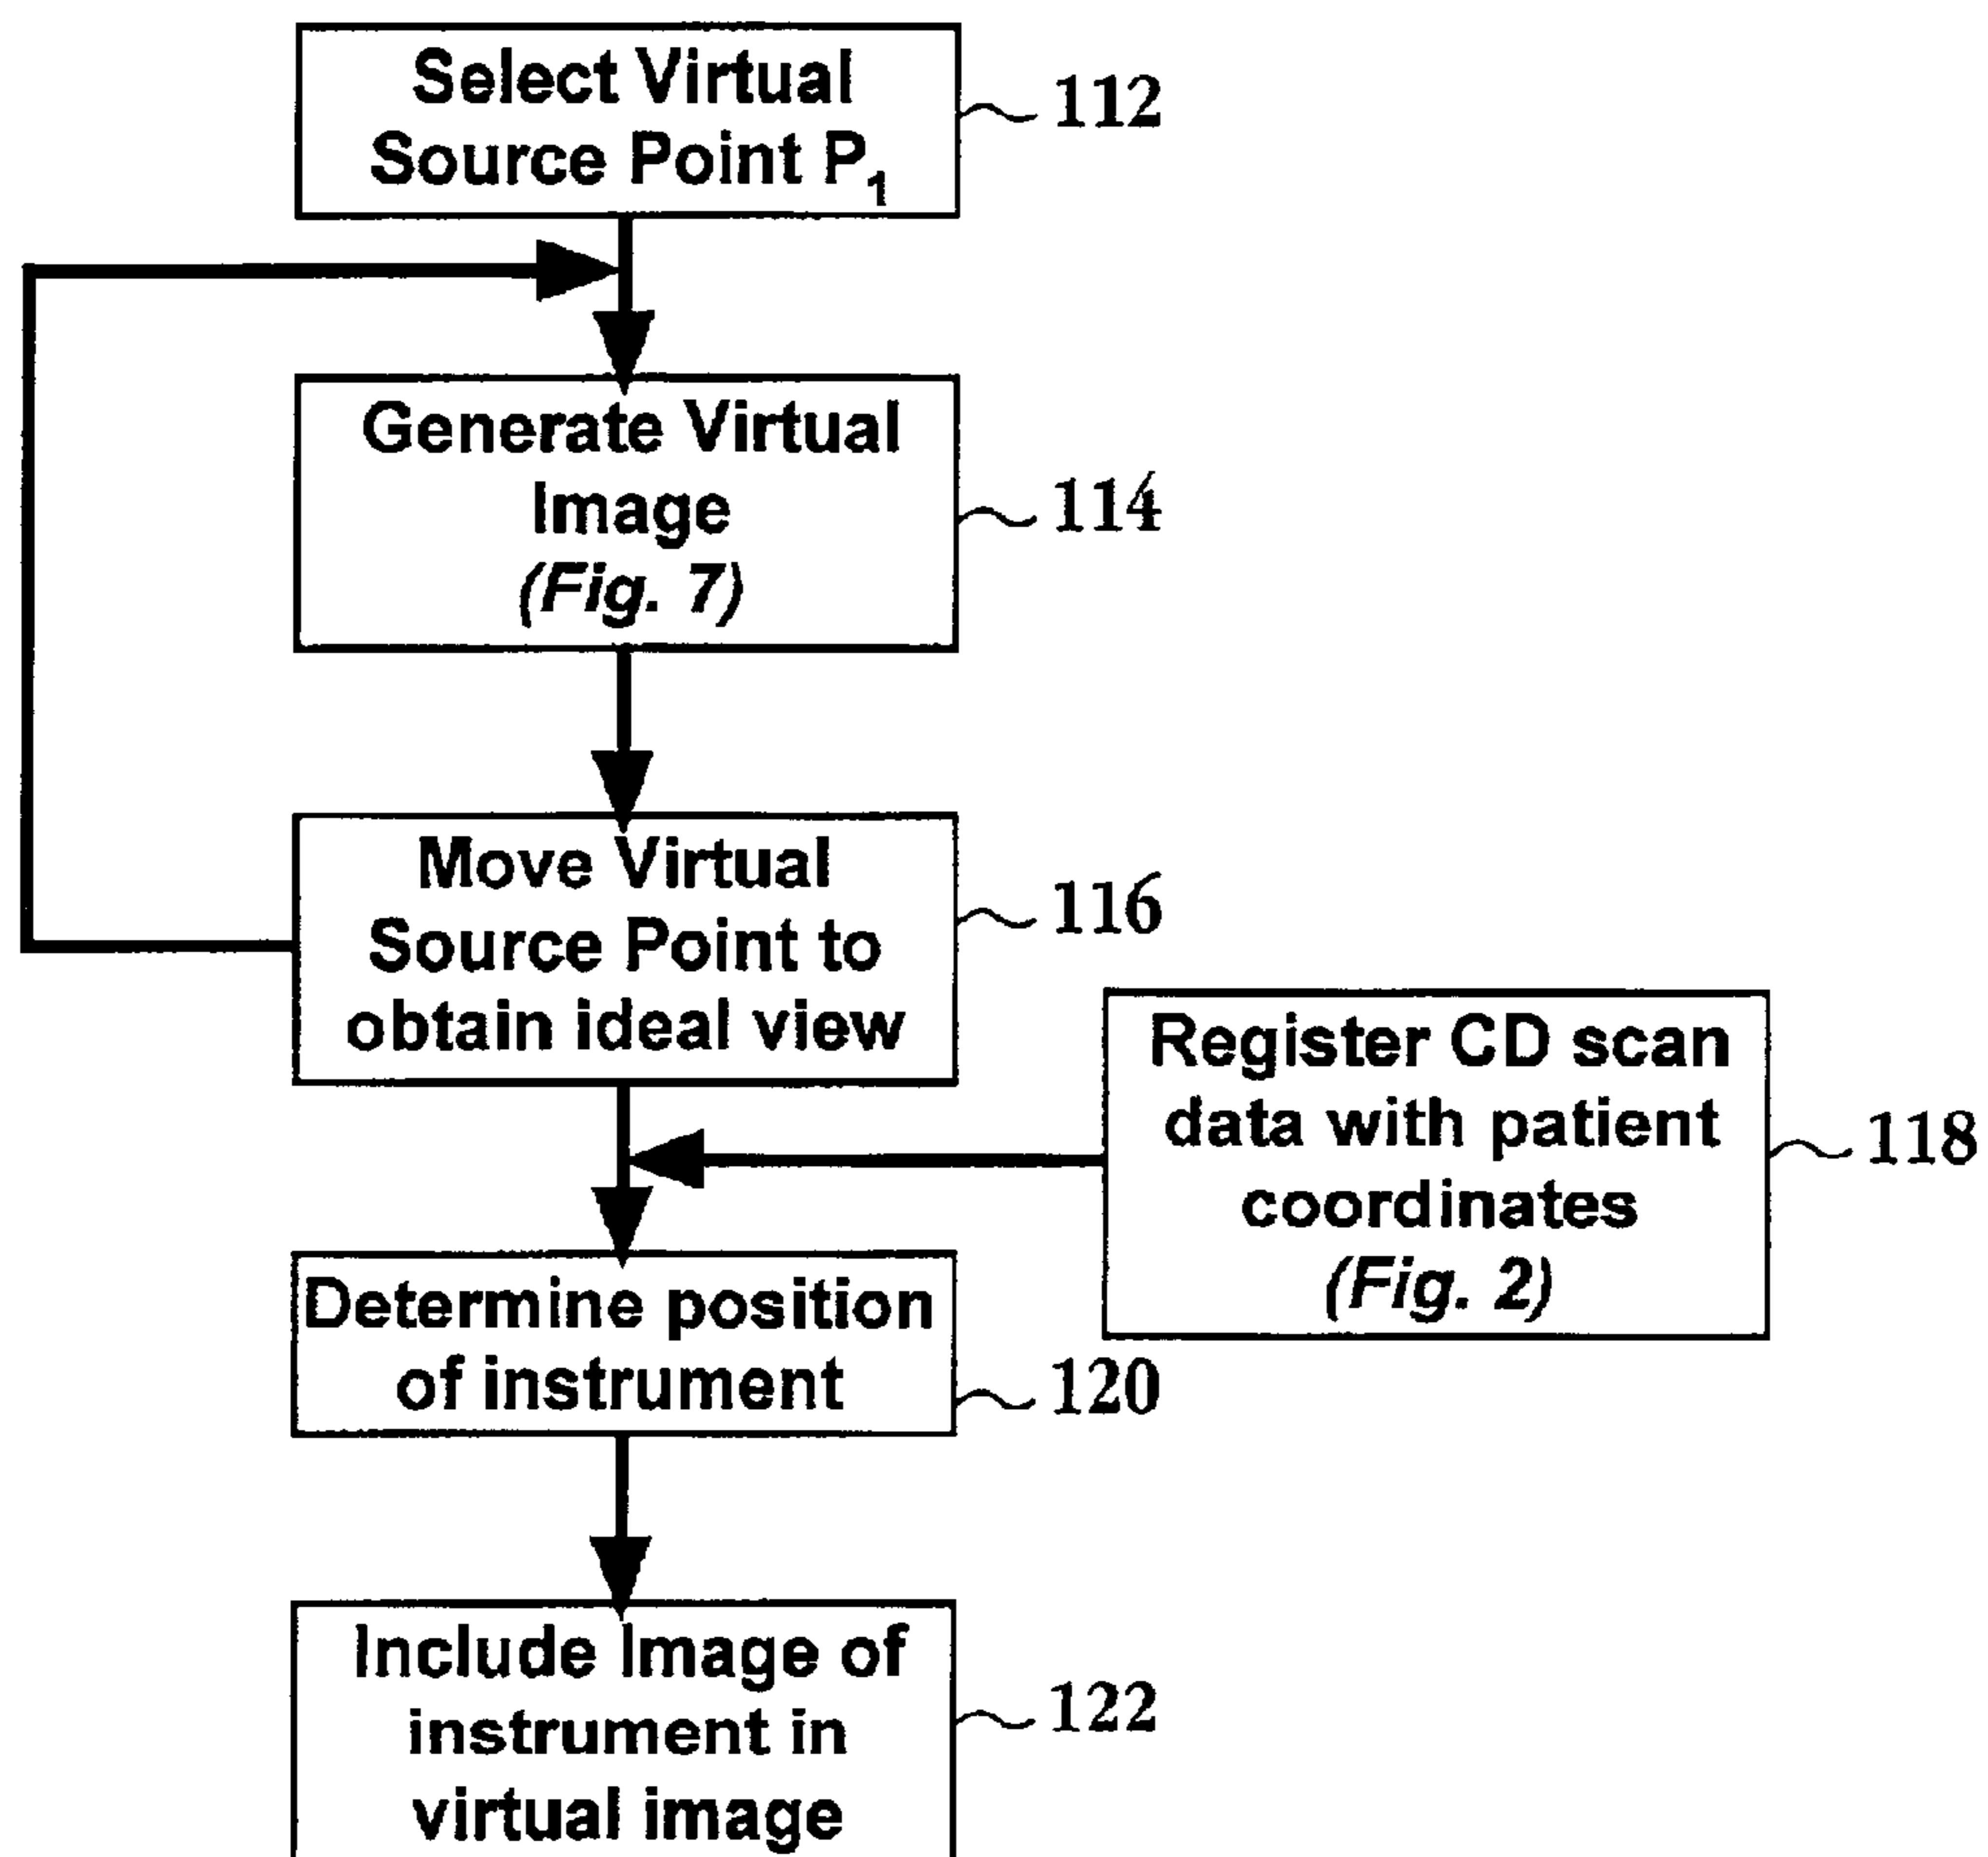 Select Virtual
Source Point P₁
112
Generate Virtual
Image
(Fig. 7)
114
Move Virtual
Source Point to
obtain ideal view
116
Register CD scan
data with patient
coordinates
(Fig. 2)
118
Determine position
of instrument
120
Include Image of
instrument in
virtual image
122